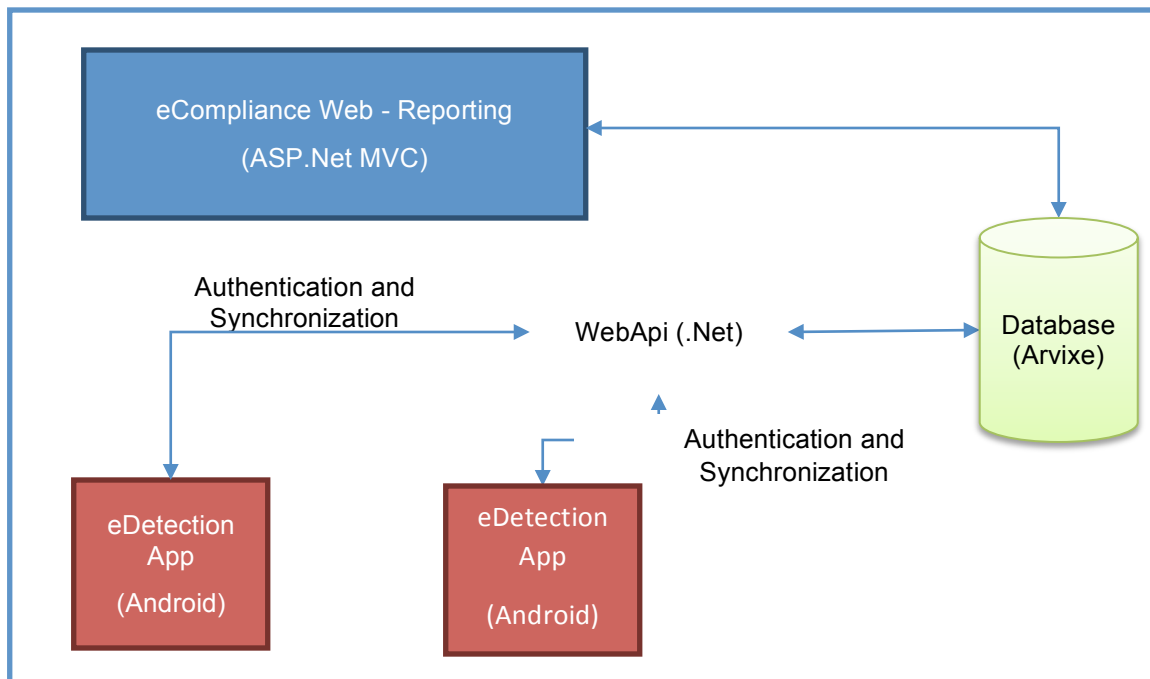 eCompliance Web - Reporting
(ASP.Net MVC)
Authentication and
Synchronization
WebApi (.Net)
Database
(Arvixe)
Authentication and
Synchronization
eDetection
App
(Android)
eDetection
App
(Android)